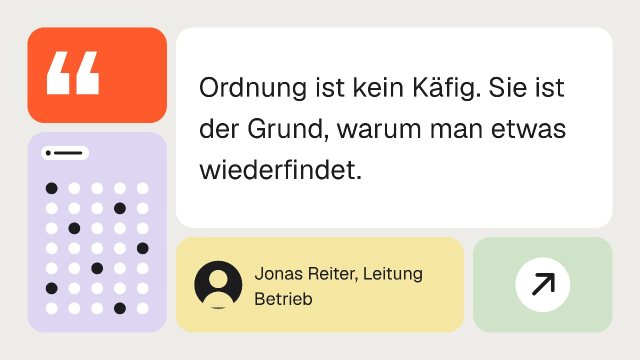 “
Ordnung ist kein Käfig. Sie ist
der Grund, warum man etwas
wiederfindet.
Jonas Reiter, Leitung
Betrieb